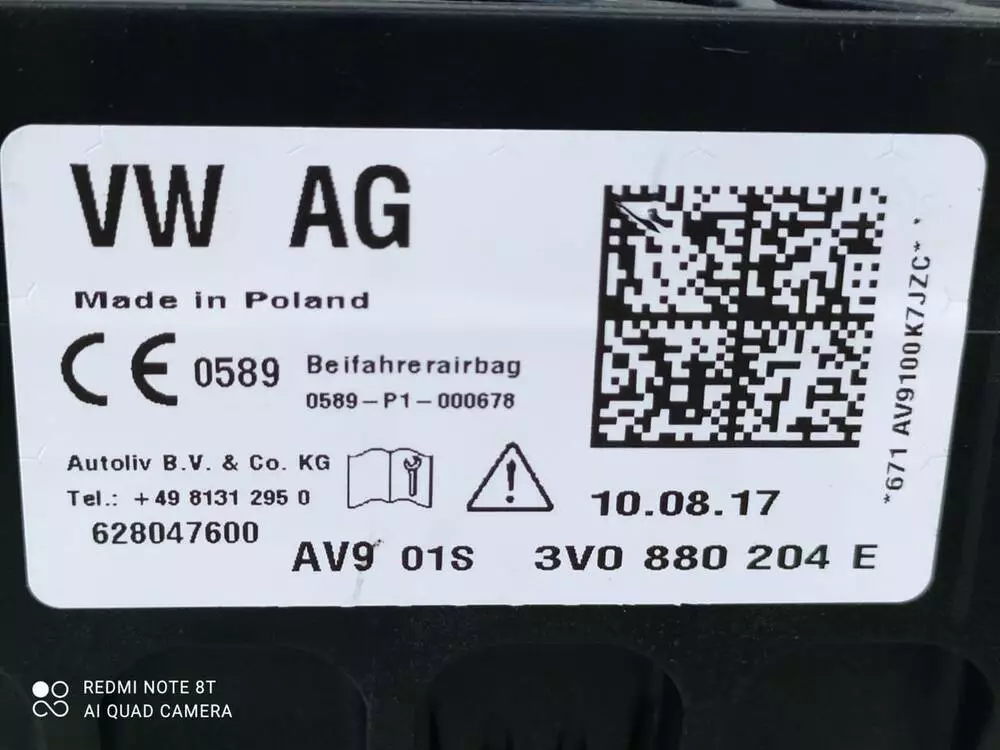 VW AG
Made in Poland
CE 0589
Beifahrerairbag
0589-P1-000678
Autoliv B.V. & Co. KG
Tel.: +49 8131 295 0
628047600
10.08.17
AV9 01S 3V0 880 204 E
*671 AV9100K7JZC*
REDMI NOTE 8T
AI QUAD CAMERA